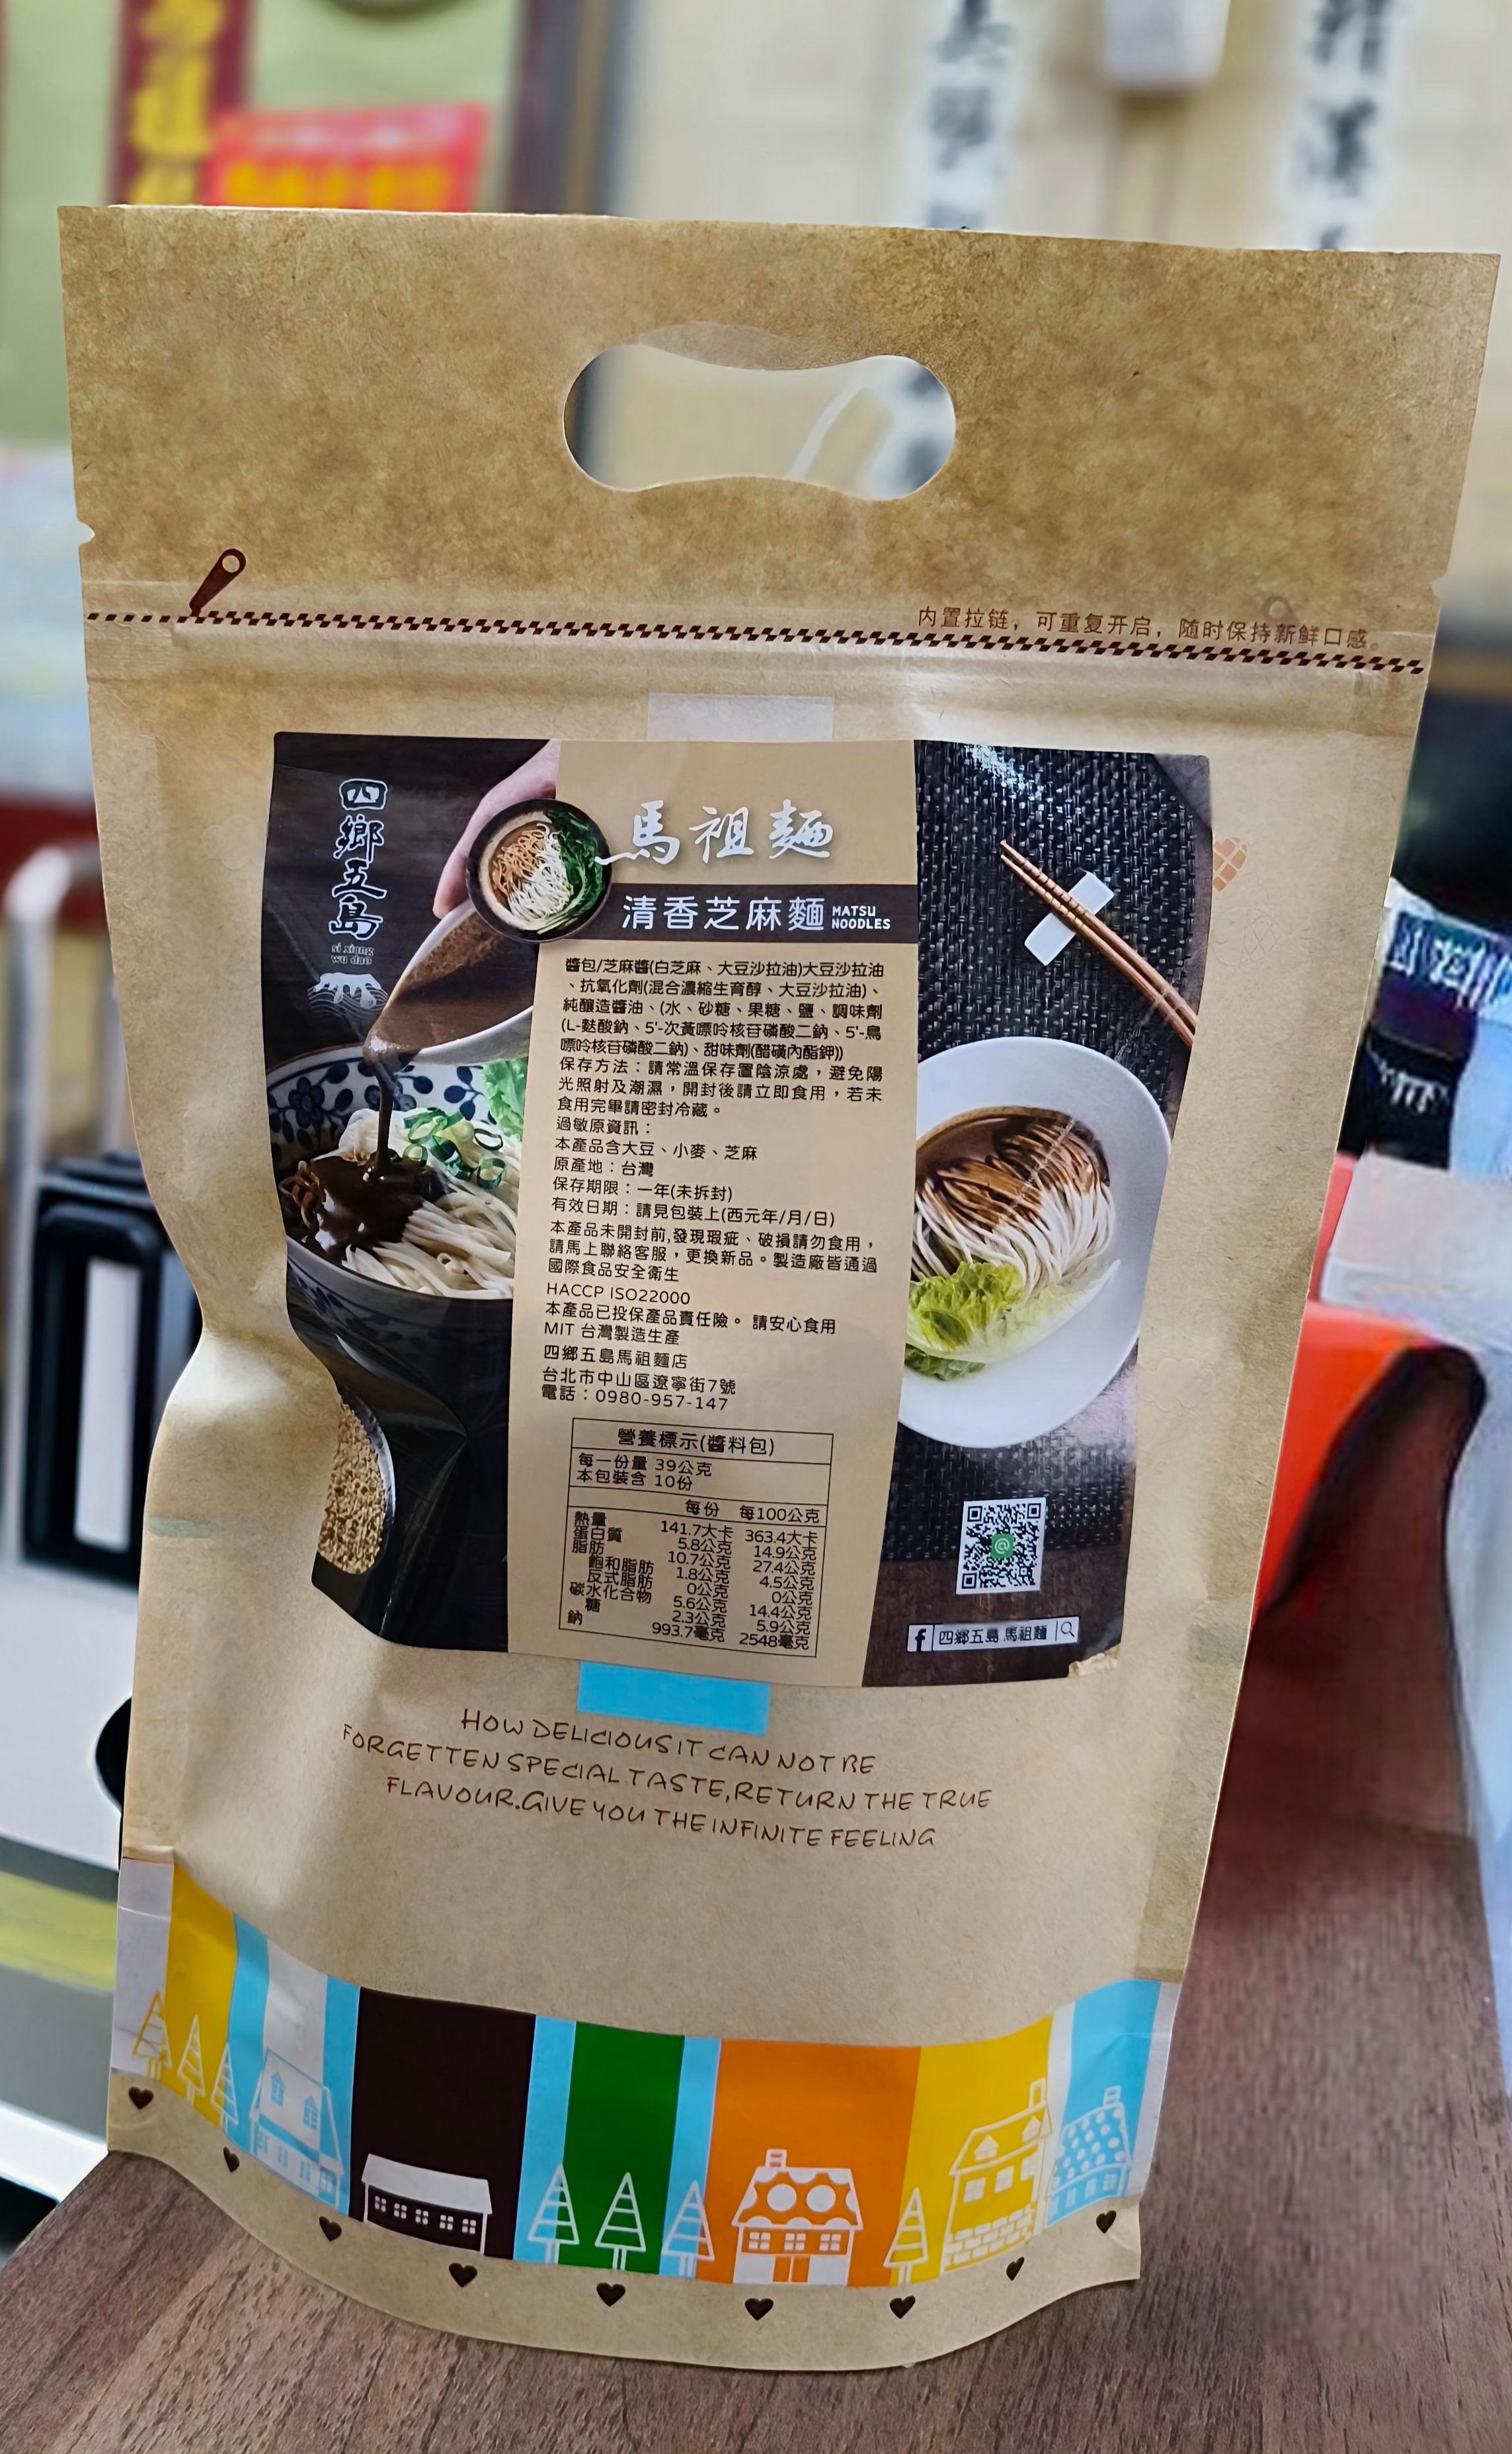 内置拉链，可重复开启，随时保持新鲜口感。
四鄉五島
si xiang
wu dao
馬祖麵
清香芝麻麵 MATSU
NOODLES
醬包/芝麻醬(白芝麻、大豆沙拉油)大豆沙拉油
、抗氧化劑(混合濃縮生育醇、大豆沙拉油)、
純釀造醬油、(水、砂糖、果糖、鹽、調味劑
(L-麩酸鈉、5'-次黃嘌呤核苷磷酸二鈉、5'-鳥
嘌呤核苷磷酸二鈉)、甜味劑(醋磺內酯鉀))
保存方法：請常溫保存置陰涼處，避免陽
光照射及潮濕，開封後請立即食用，若未
食用完畢請密封冷藏。
過敏原資訊：
本產品含大豆、小麥、芝麻
原產地：台灣
保存期限：一年(未拆封)
有效日期：請見包裝上(西元年/月/日)
本產品未開封前,發現瑕疵、破損請勿食用，
請馬上聯絡客服，更換新品。製造廠皆通過
國際食品安全衛生
HACCP ISO22000
本產品已投保產品責任險。 請安心食用
MIT 台灣製造生產
四鄉五島馬祖麵店
台北市中山區遼寧街7號
電話：0980-957-147
營養標示(醬料包)
每一份量 39公克
本包裝含 10份
每份 每100公克
熱量 141.7大卡 363.4大卡
蛋白質 5.8公克 14.9公克
脂肪 10.7公克 27.4公克
飽和脂肪 1.8公克 4.5公克
反式脂肪 0公克 0公克
碳水化合物 5.6公克 14.4公克
糖 2.3公克 5.9公克
鈉 993.7毫克 2548毫克
f 四鄉五島 馬祖麵
HOW DELICIOUS IT CAN NOT BE
FORGETTEN SPECIAL TASTE,RETURN THE TRUE
FLAVOUR.GIVE YOU THE INFINITE FEELING